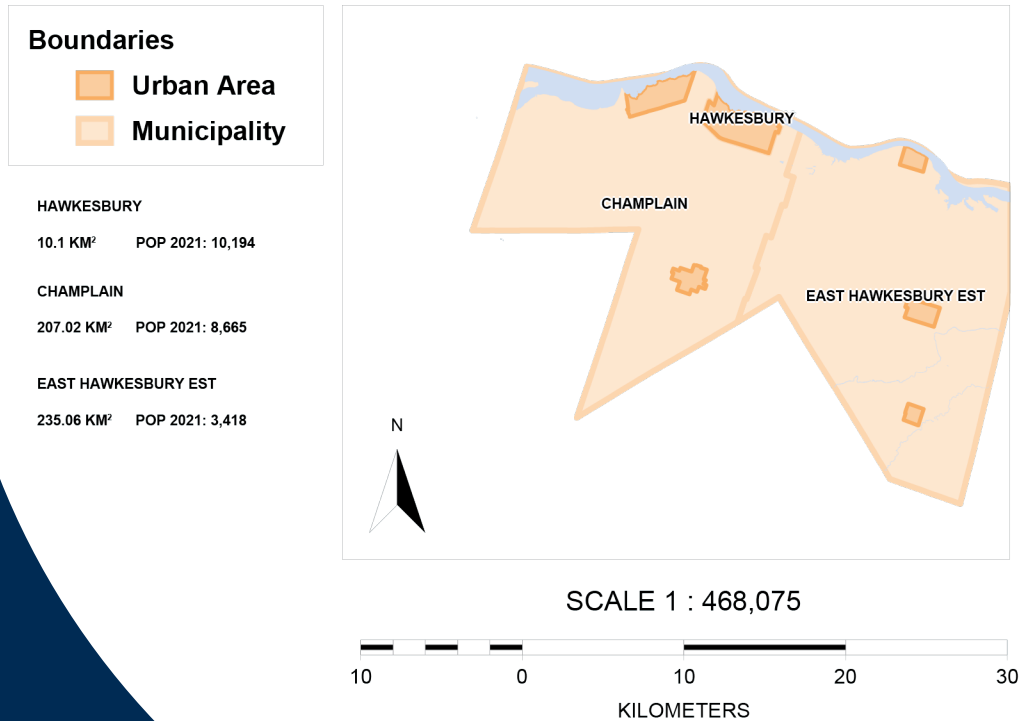 Boundaries
Urban Area
Municipality
HAWKESBURY
10.1 KM² POP 2021: 10,194
CHAMPLAIN
207.02 KM² POP 2021: 8,665
EAST HAWKESBURY EST
235.06 KM² POP 2021: 3,418
HAWKESBURY
CHAMPLAIN
EAST HAWKESBURY EST
N
SCALE 1 : 468,075
10 0 10 20 30
KILOMETERS